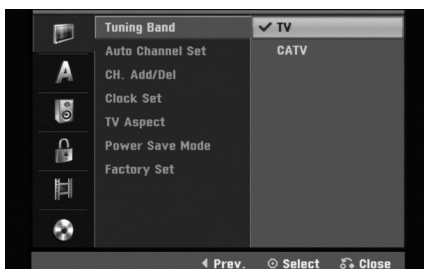 Tuning Band
✔ TV
Auto Channel Set
CATV
CH. Add/Del
Clock Set
TV Aspect
Power Save Mode
Factory Set
A
Prev. Select Close